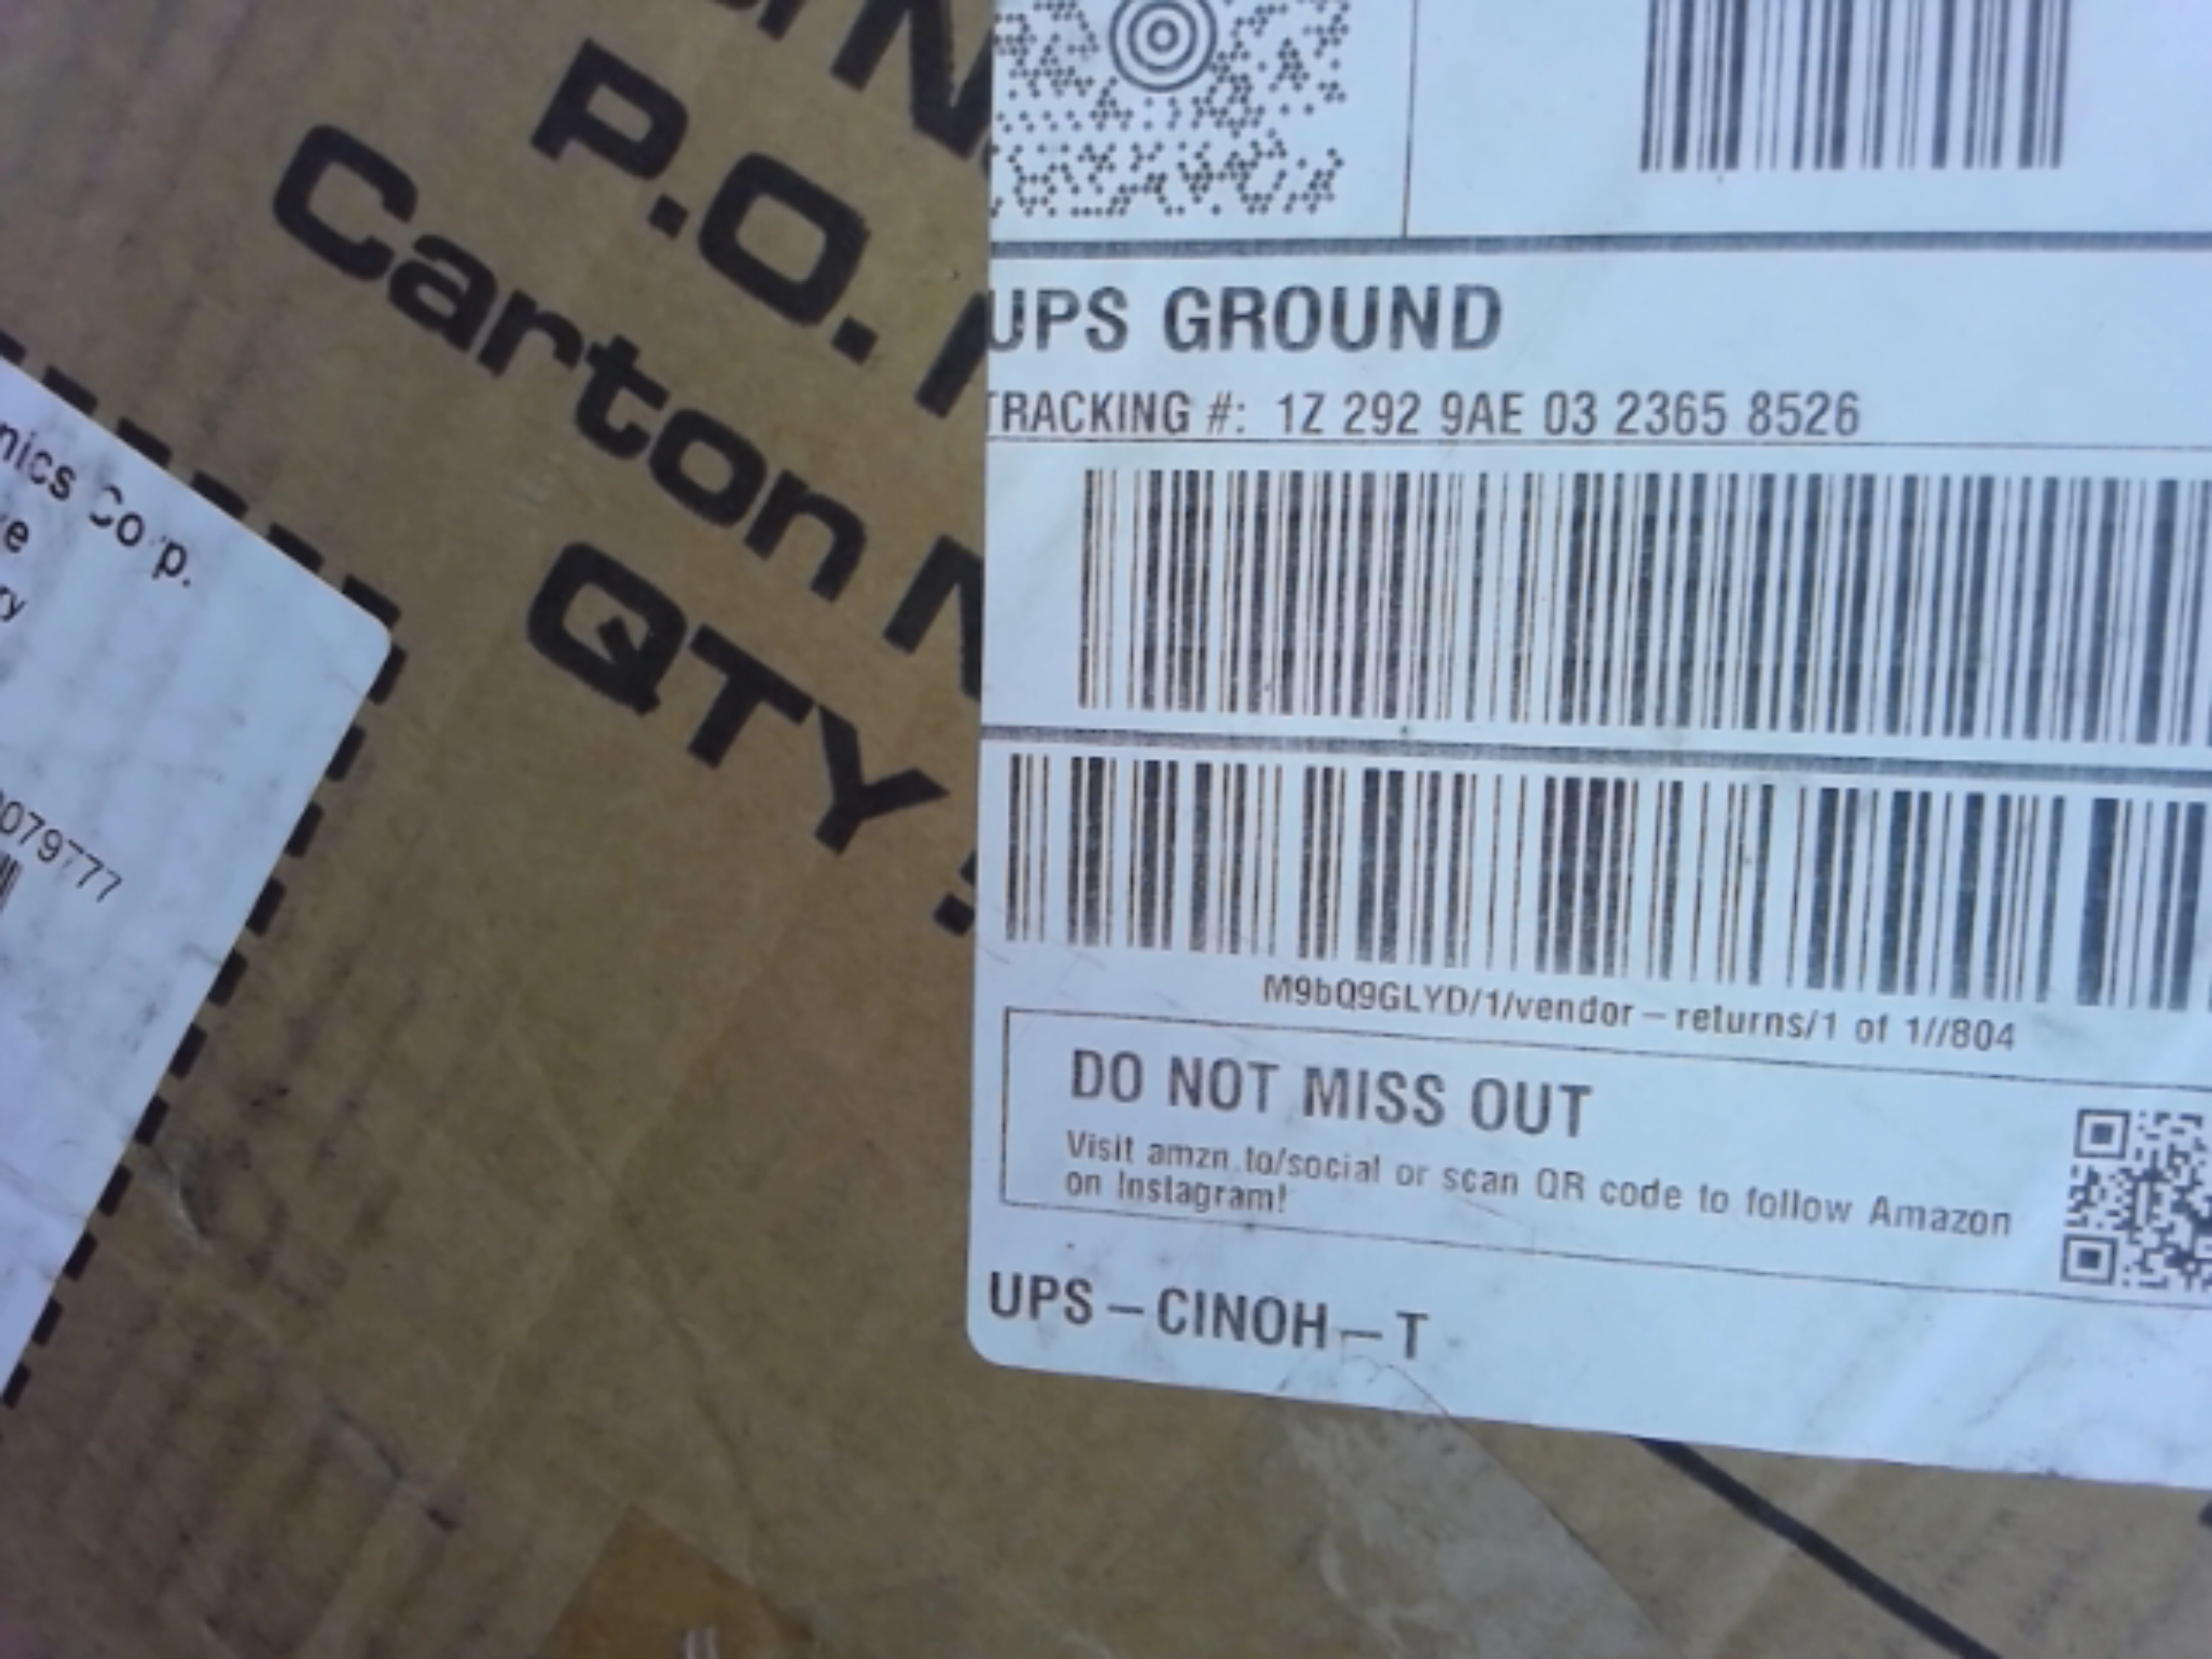 P.O.
Carton
QTY
nics Corp.
079777
UPS GROUND
TRACKING #: 1Z 292 9AE 03 2365 8526
M9bQ9GLYD/1/vendor-returns/1 of 1//804
DO NOT MISS OUT
Visit amzn.to/social or scan QR code to follow Amazon
on Instagram!
UPS-CINOH-T